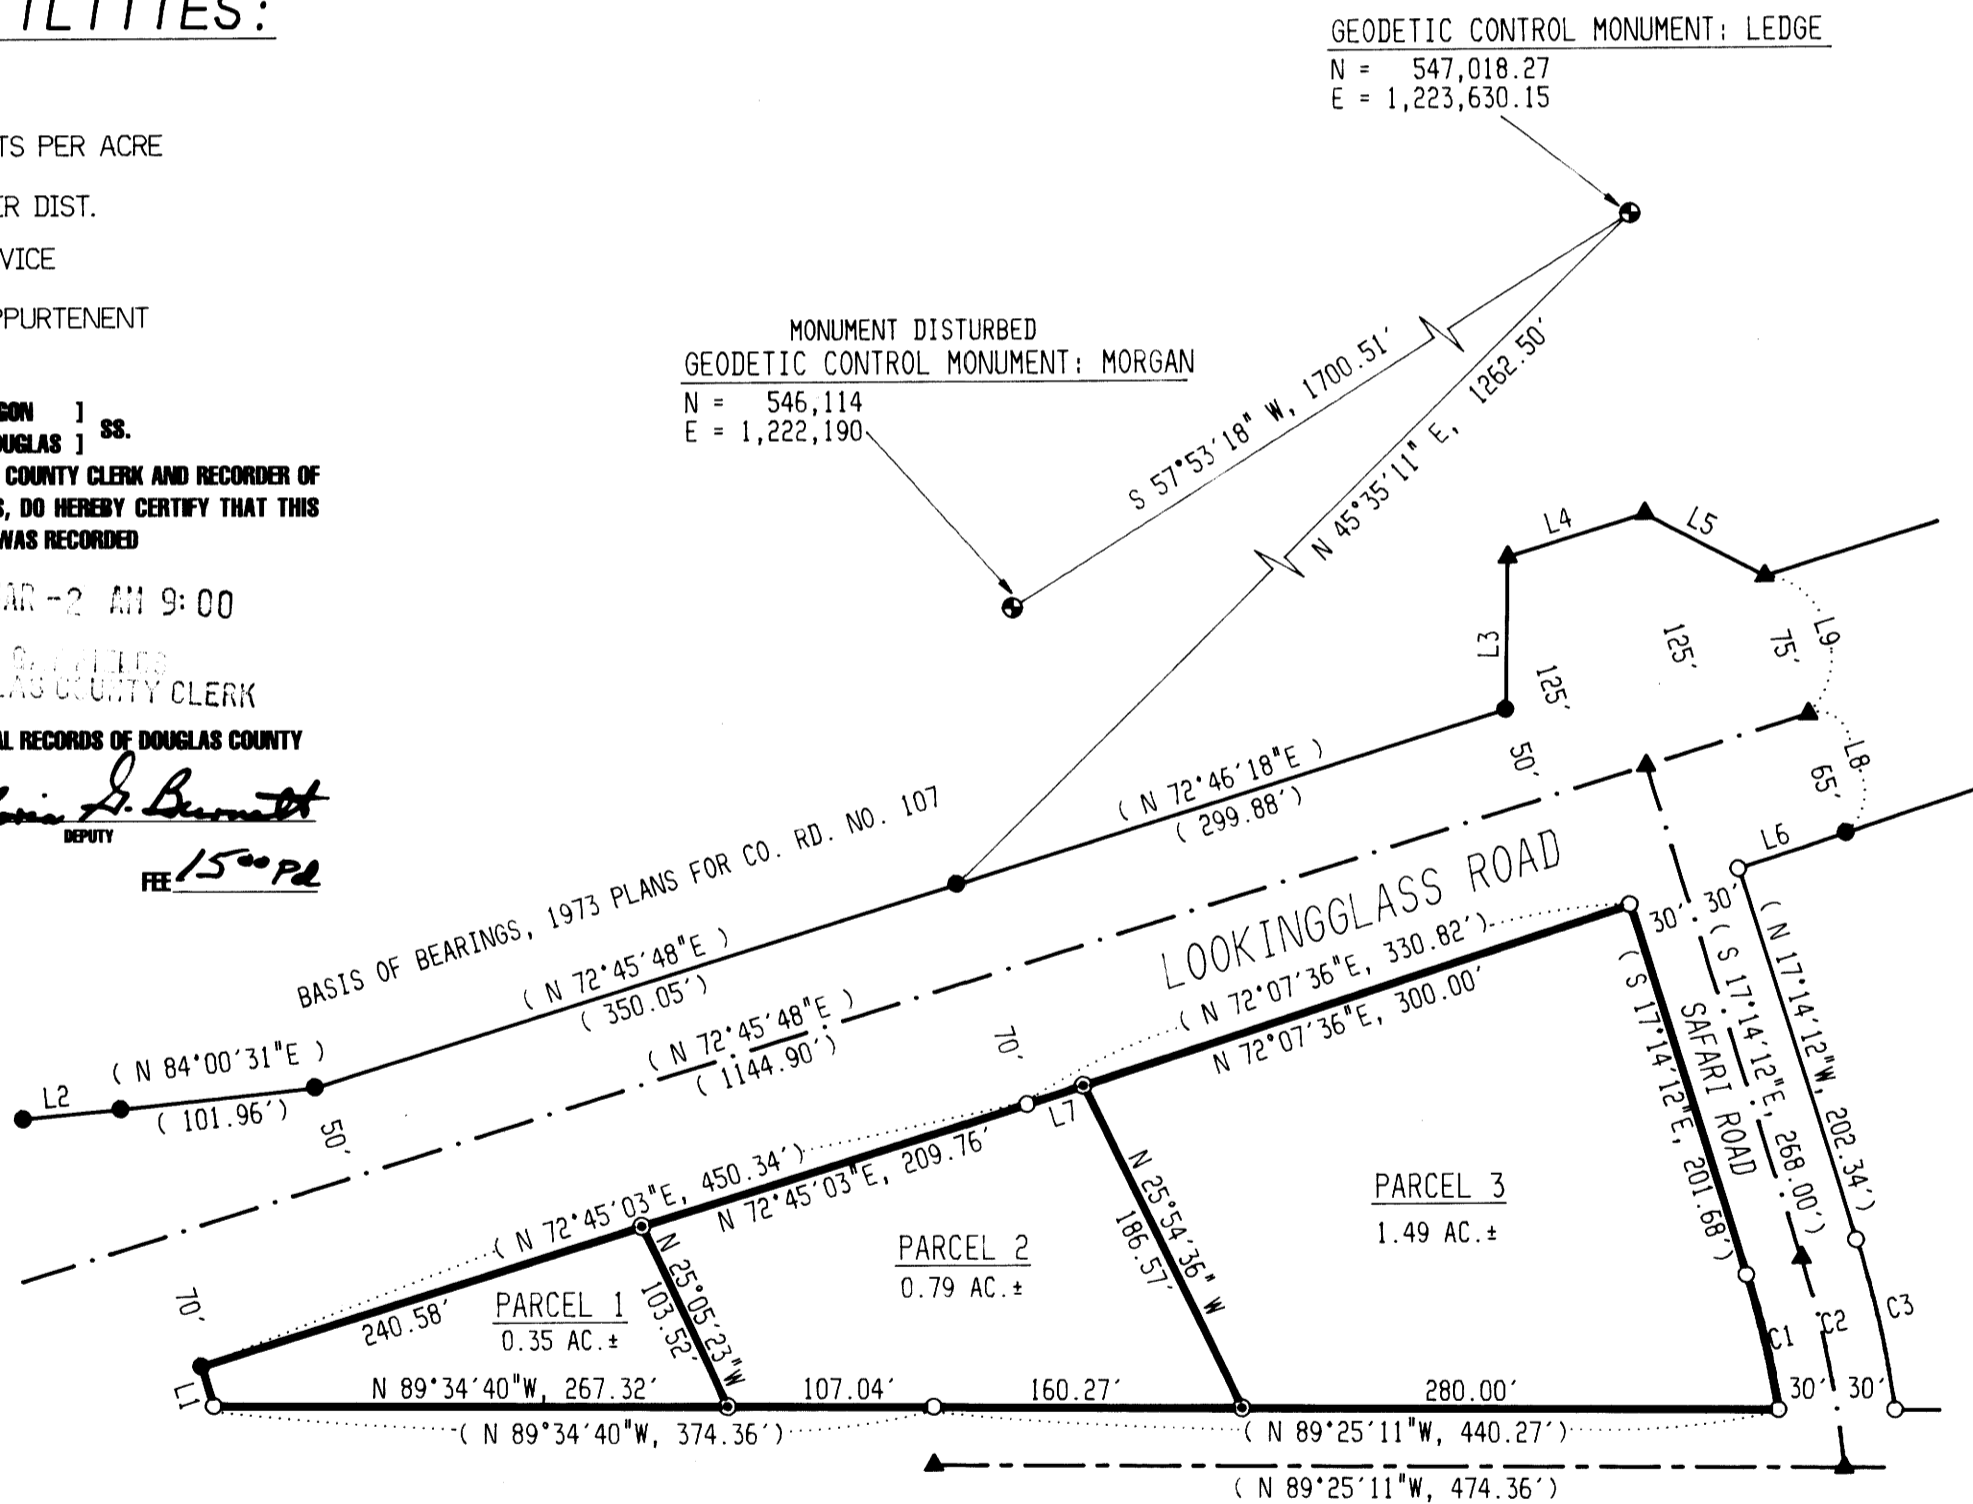 ILITIES:
TS PER ACRE
ER DIST.
VICE
PPURTENENT
GON ]
OUGLAS ] SS.
COUNTY CLERK AND RECORDER OF
S, DO HEREBY CERTIFY THAT THIS
WAS RECORDED
AR -2 AM 9:00
LAS COUNTY CLERK
AL RECORDS OF DOUGLAS COUNTY
DEPUTY
FEE 15⁰⁰ Pd
GEODETIC CONTROL MONUMENT: LEDGE
N = 547,018.27
E = 1,223,630.15
MONUMENT DISTURBED
GEODETIC CONTROL MONUMENT: MORGAN
N = 546,114
E = 1,222,190
S 57°53'18" W, 1700.51'
N 45°35'11" E, 1262.50'
L4
L5
L3
125'
125'
75'
L9
50'
L8
65'
L6
( N 72°46'18"E )
( 299.88')
BASIS OF BEARINGS, 1973 PLANS FOR CO. RD. NO. 107
( N 72°45'48"E )
( 350.05')
LOOKINGGLASS ROAD
( N 72°45'48"E )
( 1144.90')
L2
( N 84°00'31"E )
( 101.96')
50'
70'
( N 72°07'36"E, 330.82')
N 72°07'36"E, 300.00'
30'
30'
( S 17°14'12"E, 201.68')
SAFARI ROAD
( S 17°14'12"E, 268.00')
( N 17°14'12"W, 202.34')
L7
( N 72°45'03"E, 450.34')
N 72°45'03"E, 209.76'
N 25°54'36" W
186.57'
PARCEL 3
1.49 AC.±
PARCEL 2
0.79 AC.±
70'
240.58'
PARCEL 1
0.35 AC.±
N 25°05'23"W
103.52'
C1
C2
C3
L1
N 89°34'40"W, 267.32'
107.04'
160.27'
280.00'
30'
30'
( N 89°34'40"W, 374.36')
( N 89°25'11"W, 440.27')
( N 89°25'11"W, 474.36')